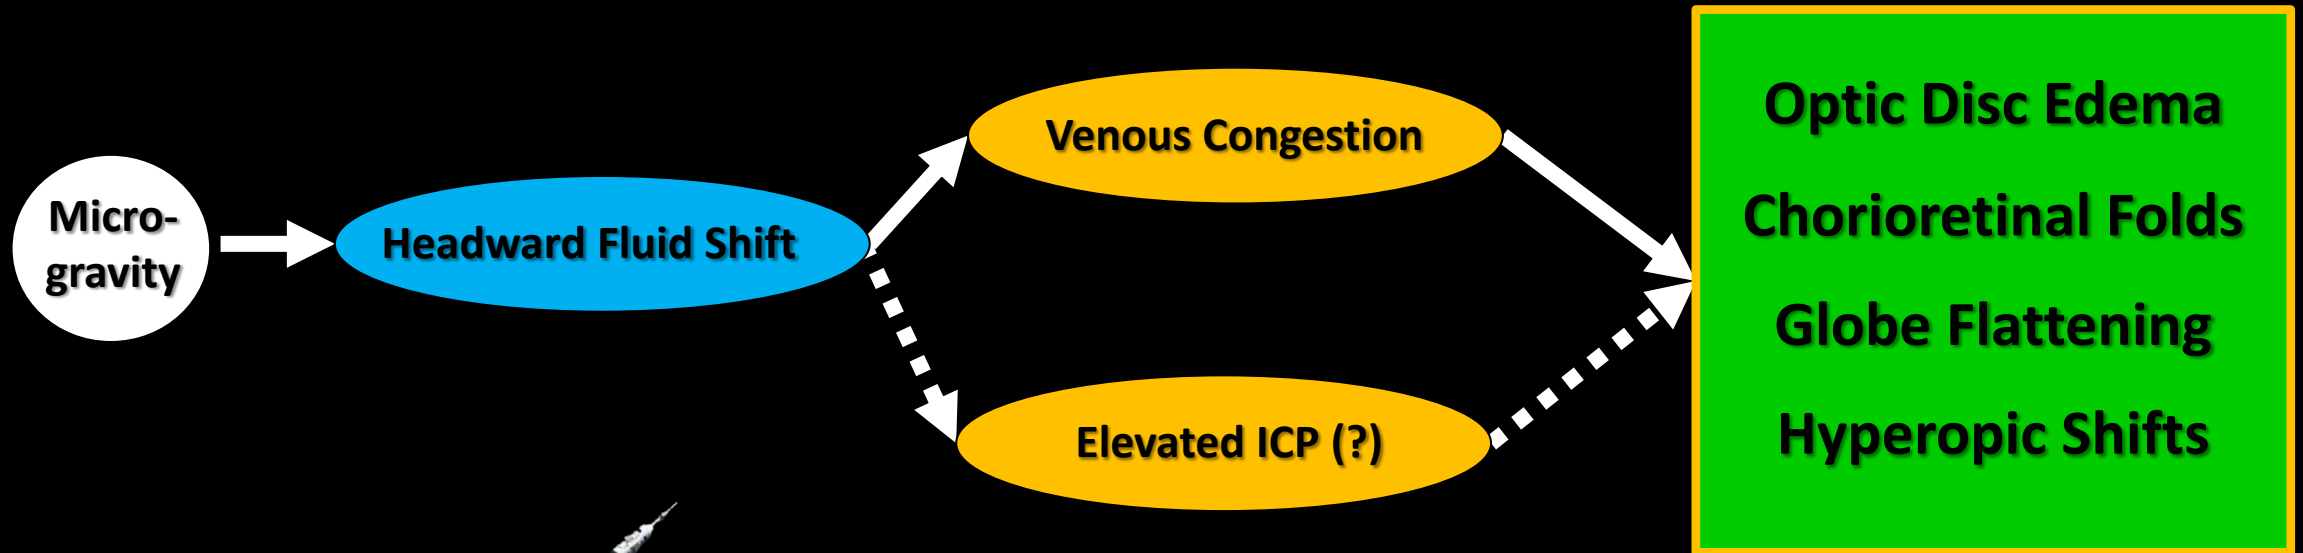 Micro-
gravity
Headward Fluid Shift
Venous Congestion
Elevated ICP (?)
Optic Disc Edema
Chorioretinal Folds
Globe Flattening
Hyperopic Shifts